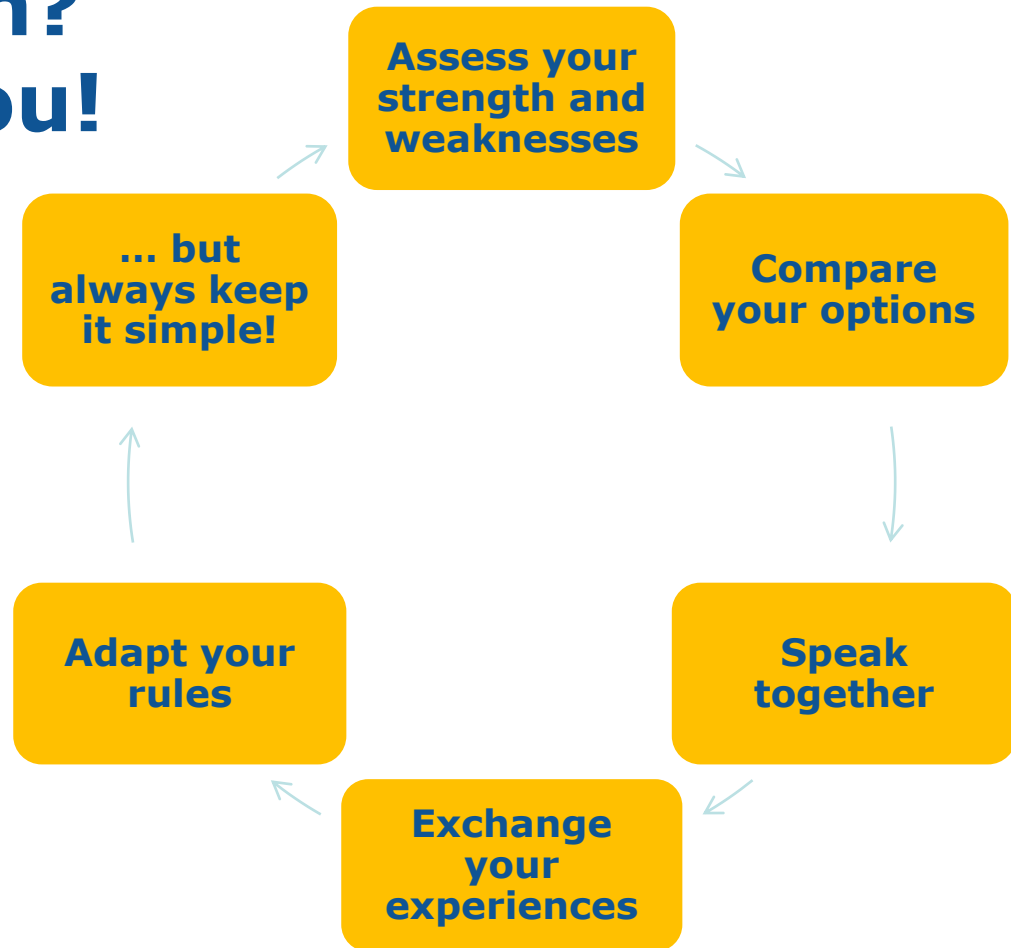 ou!
Assess your
strength and
weaknesses
Compare
your options
Speak
together
Exchange
your
experiences
Adapt your
rules
... but
always keep
it simple!